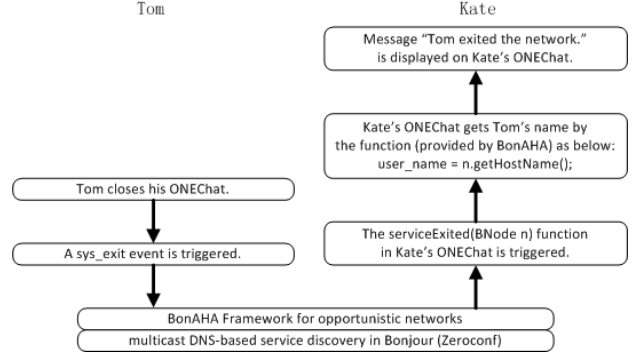 Tom
Kate
Message “Tom exited the network.”
is displayed on Kate’s ONEChat.
Kate’s ONEChat gets Tom’s name by
the function (provided by BonAHA) as below:
user_name = n.getHostName();
Tom closes his ONEChat.
The serviceExited(BNode n) function
in Kate’s ONEChat is triggered.
A sys_exit event is triggered.
BonAHA Framework for opportunistic networks
multicast DNS-based service discovery in Bonjour (Zeroconf)